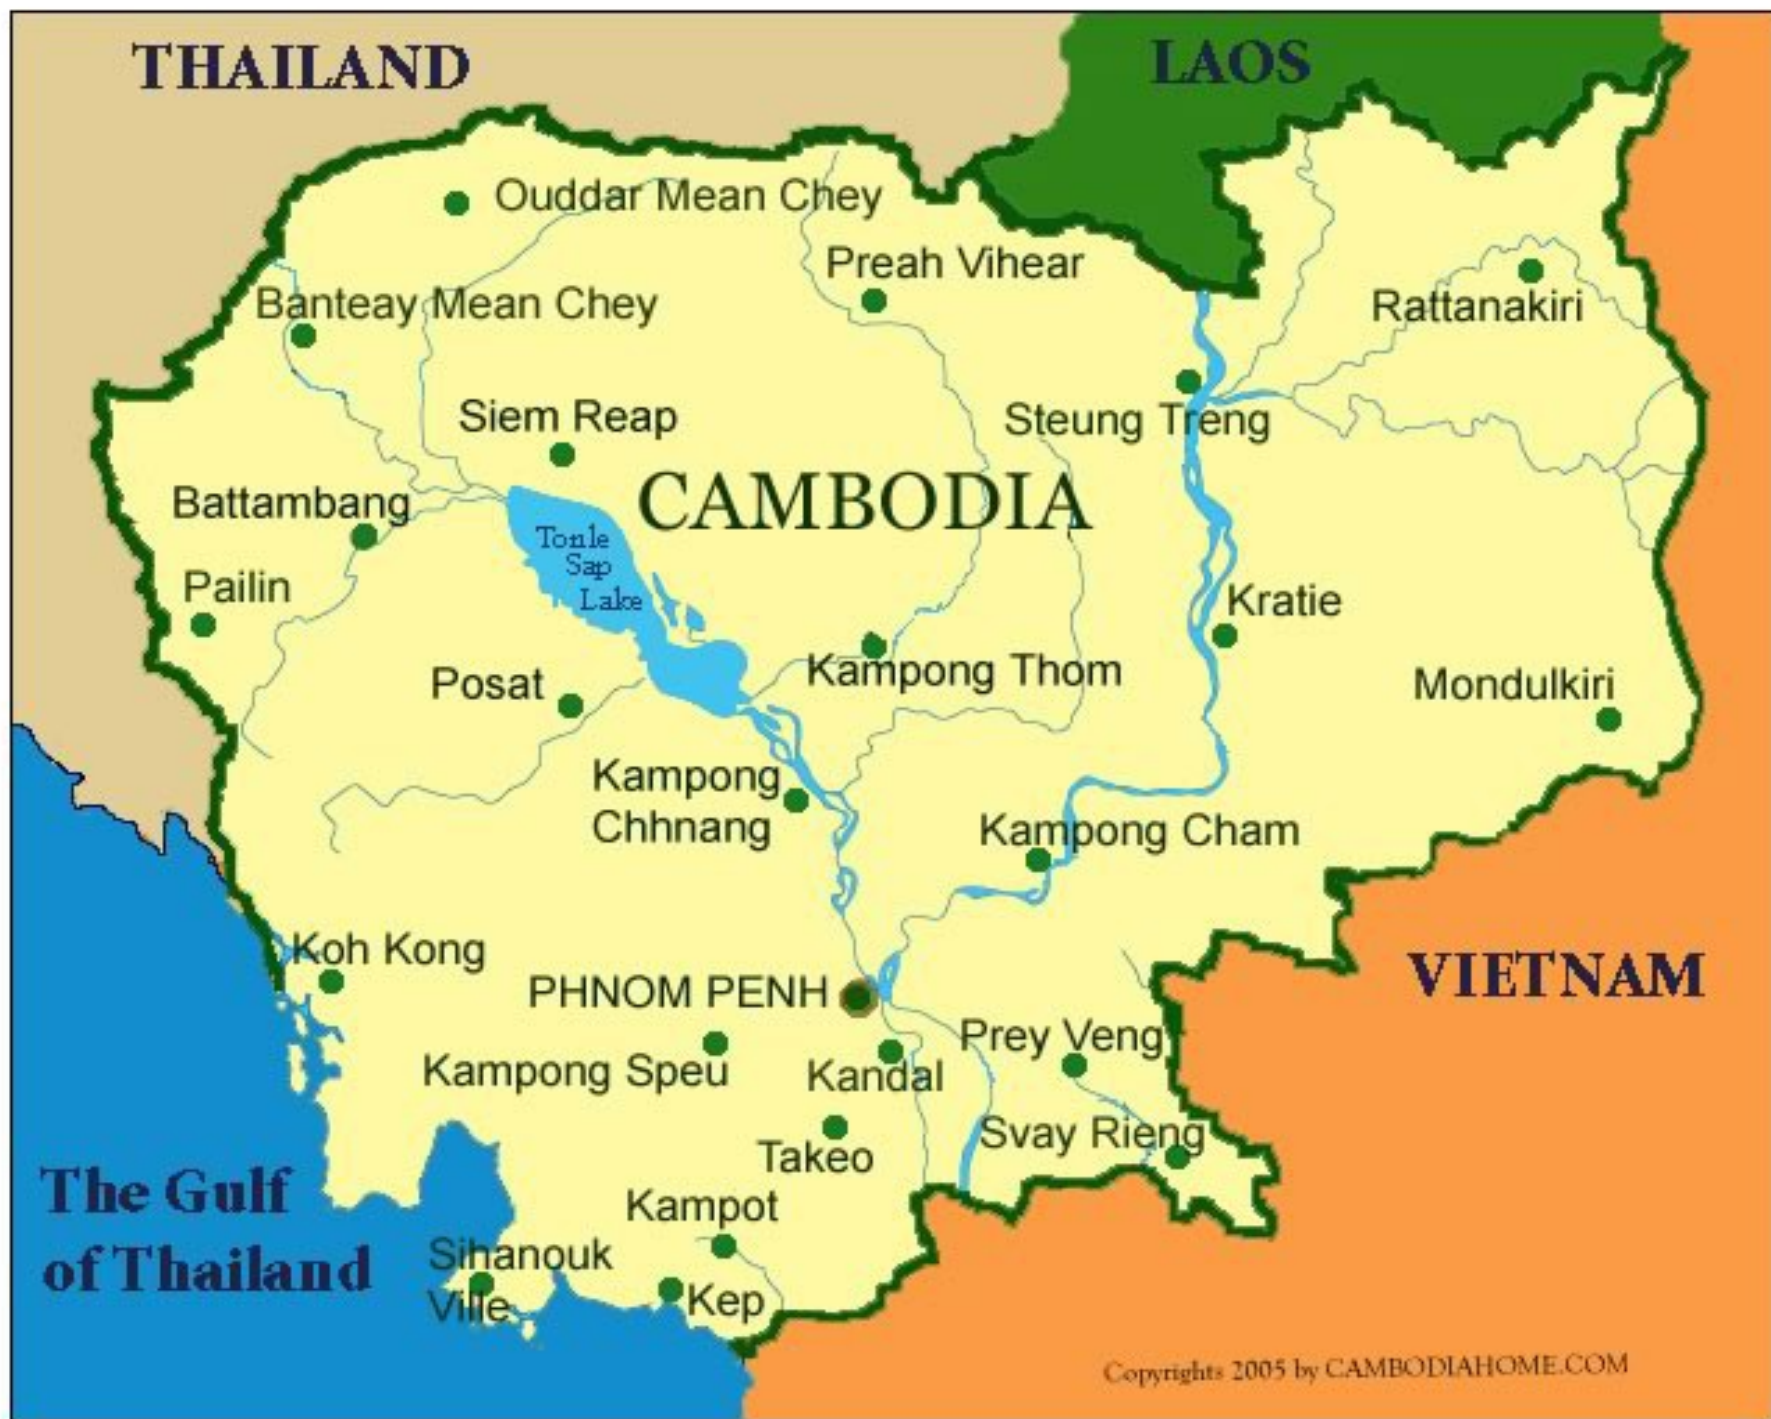 THAILAND
LAOS
Ouddar Mean Chey
Preah Vihear
Banteay Mean Chey
Rattanakiri
Siem Reap
Steung Treng
CAMBODIA
Battambang
Tonle
Sap
Lake
Pailin
Kratie
Kampong Thom
Posat
Mondulkiri
Kampong
Chhnang
Kampong Cham
Koh Kong
VIETNAM
PHNOM PENH
Prey Veng
Kampong Speu
Kandal
Svay Rieng
Takeo
The Gulf
of Thailand
Kampot
Sihanouk
Ville
Kep
Copyrights 2005 by CAMBODIAHOME.COM